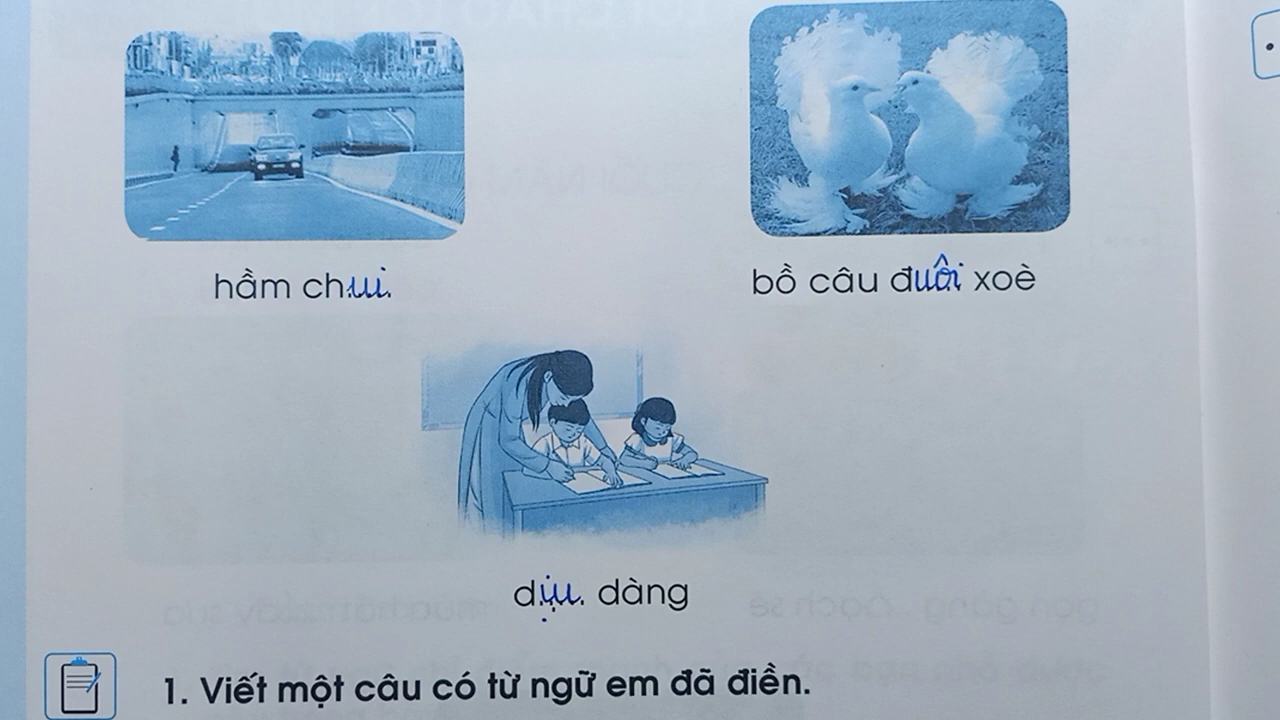 hầm chui
bồ câu đuôi xoè
dịu dàng
1. Viết một câu có từ ngữ em đã điền.